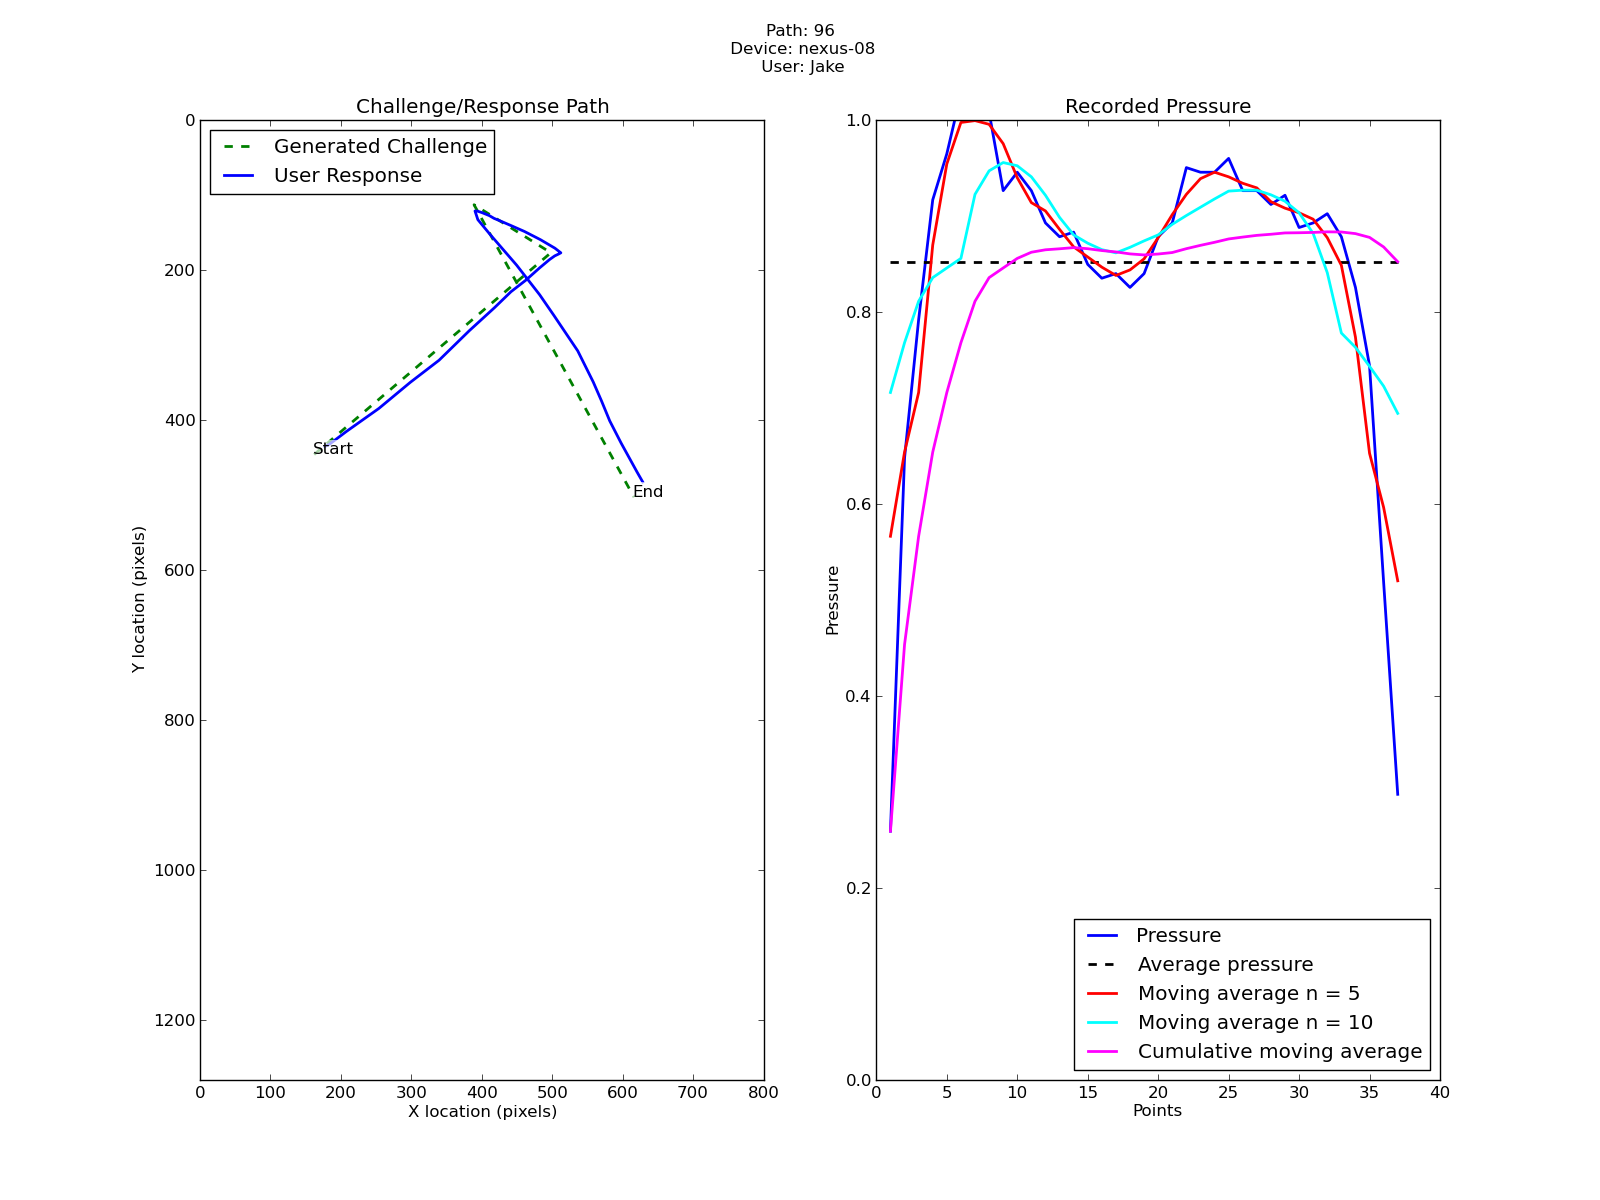 Path: 96
Device: nexus-08
User: Jake
Challenge/Response Path
Generated Challenge
User Response
Start
End
0
200
400
600
800
1000
1200
Y location (pixels)
0 100 200 300 400 500 600 700 800
X location (pixels)
Recorded Pressure
1.0
0.8
0.6
0.4
0.2
0.0
Pressure
Pressure
Average pressure
Moving average n = 5
Moving average n = 10
Cumulative moving average
0 5 10 15 20 25 30 35 40
Points